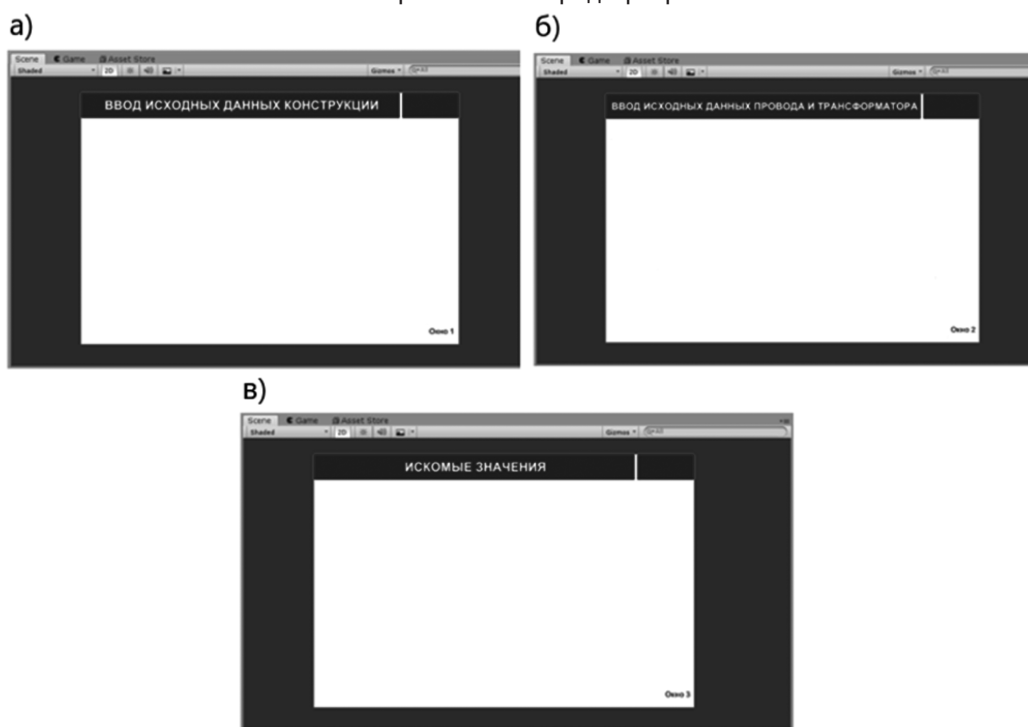 а)
Scene Game Asset Store
Shaded 2D Gizmos
ВВОД ИСХОДНЫХ ДАННЫХ КОНСТРУКЦИИ
Окно 1
б)
Scene Game Asset Store
Shaded 2D Gizmos
ВВОД ИСХОДНЫХ ДАННЫХ ПРОВОДА И ТРАНСФОРМАТОРА
Окно 2
в)
Scene Game Asset Store
Shaded 2D Gizmos
ИСКОМЫЕ ЗНАЧЕНИЯ
Окно 3